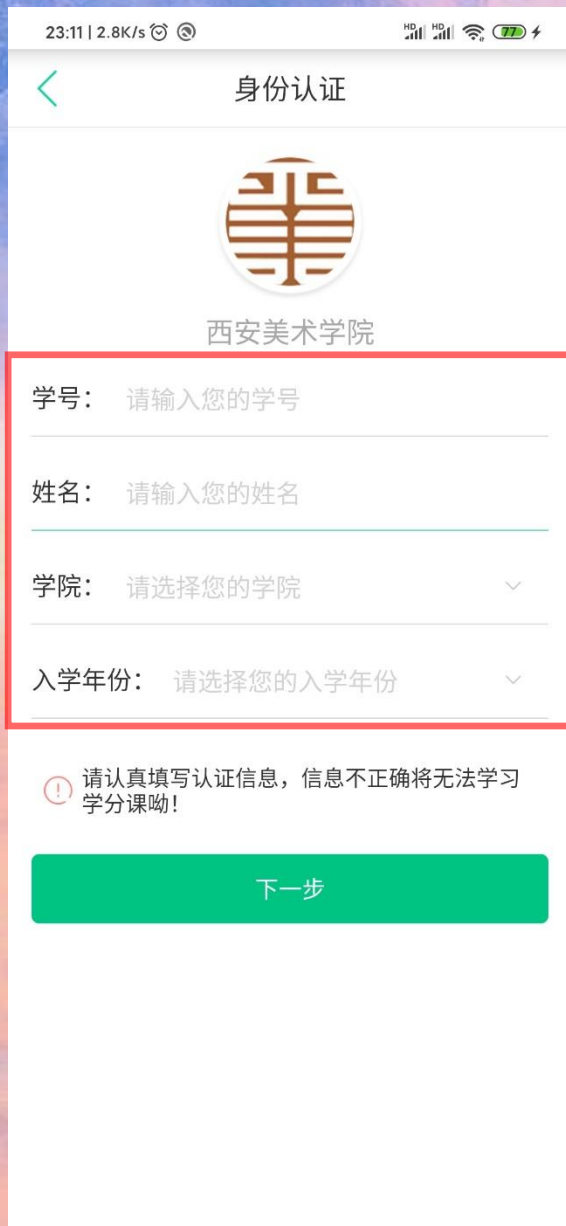 23:11 | 2.8K/s
HD HD 77
身份认证
西安美术学院
学号： 请输入您的学号
姓名： 请输入您的姓名
学院： 请选择您的学院
入学年份： 请选择您的入学年份
请认真填写认证信息，信息不正确将无法学习
学分课呦！
下一步